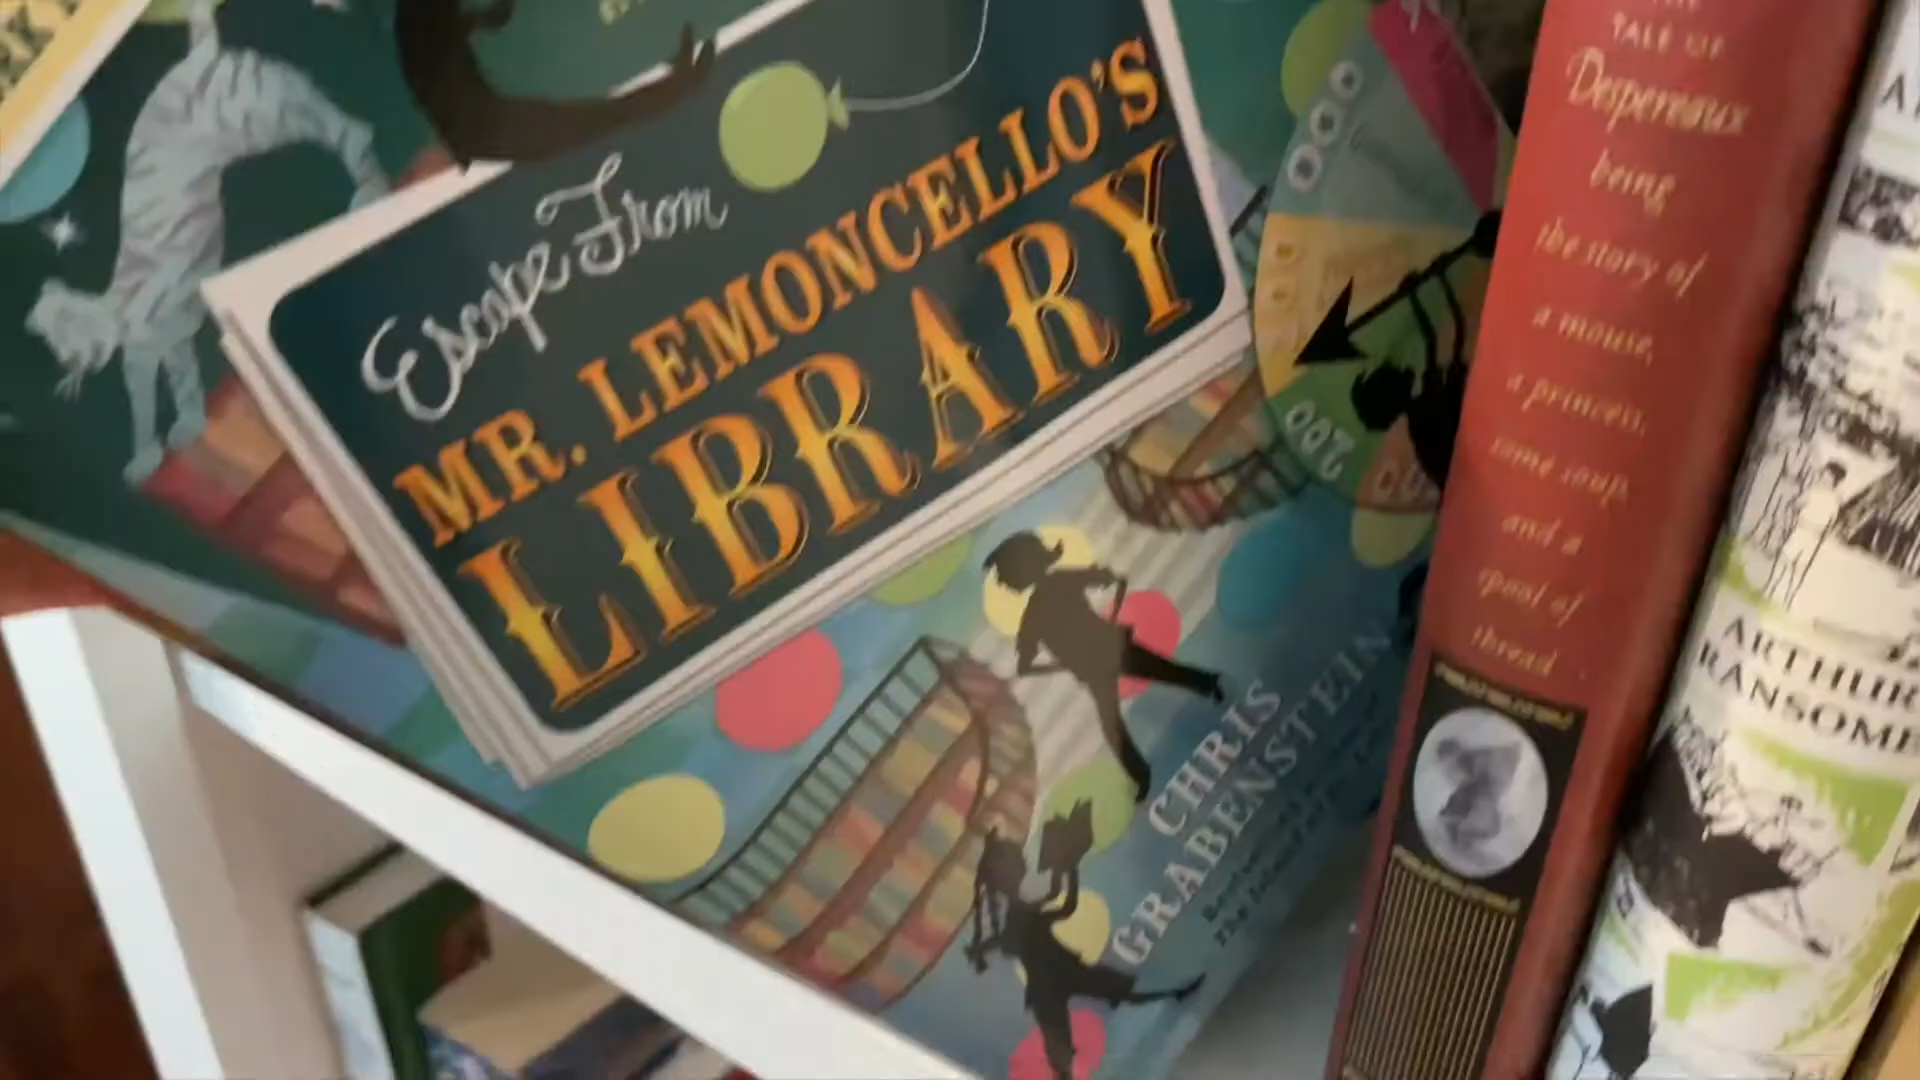 Escape From
MR. LEMONCELLO'S
LIBRARY
CHRIS
GRABENSTEIN
200
TALE OF
Despereaux
being
the story of
a mouse,
a princess,
some soup,
and a
spool of
thread
ARTHUR
RANSOME